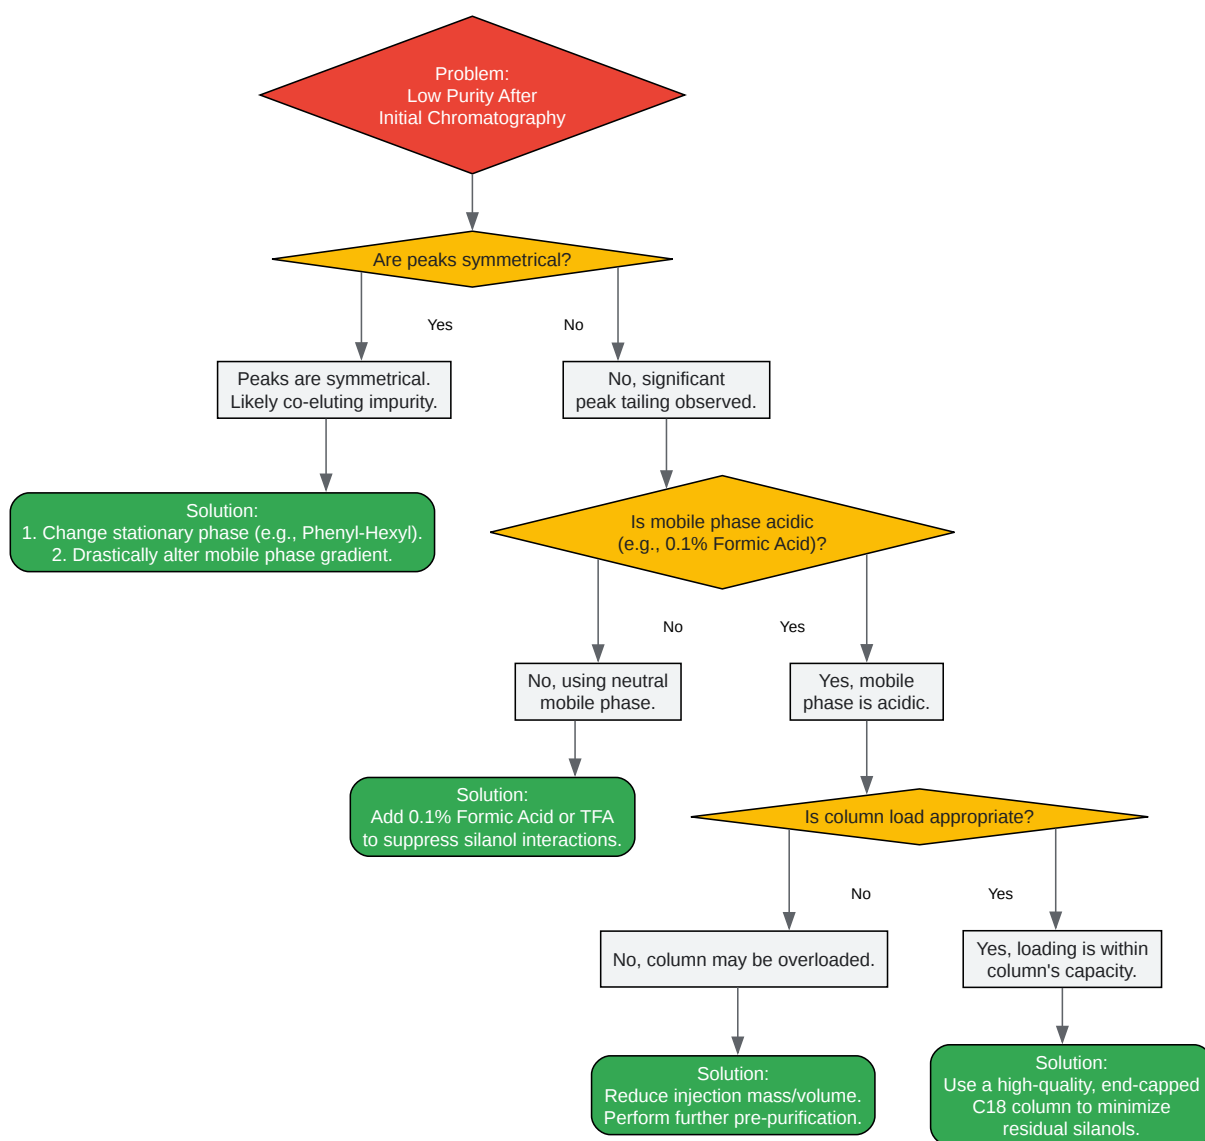 Problem:
Low Purity After
Initial Chromatography
Are peaks symmetrical?
Yes
No
Peaks are symmetrical.
Likely co-eluting impurity.
No, significant
peak tailing observed.
Solution:
1. Change stationary phase (e.g., Phenyl-Hexyl).
2. Drastically alter mobile phase gradient.
Is mobile phase acidic
(e.g., 0.1% Formic Acid)?
No
Yes
No, using neutral
mobile phase.
Yes, mobile
phase is acidic.
Solution:
Add 0.1% Formic Acid or TFA
to suppress silanol interactions.
Is column load appropriate?
No
Yes
No, column may be overloaded.
Yes, loading is within
column's capacity.
Solution:
Reduce injection mass/volume.
Perform further pre-purification.
Solution:
Use a high-quality, end-capped
C18 column to minimize
residual silanols.